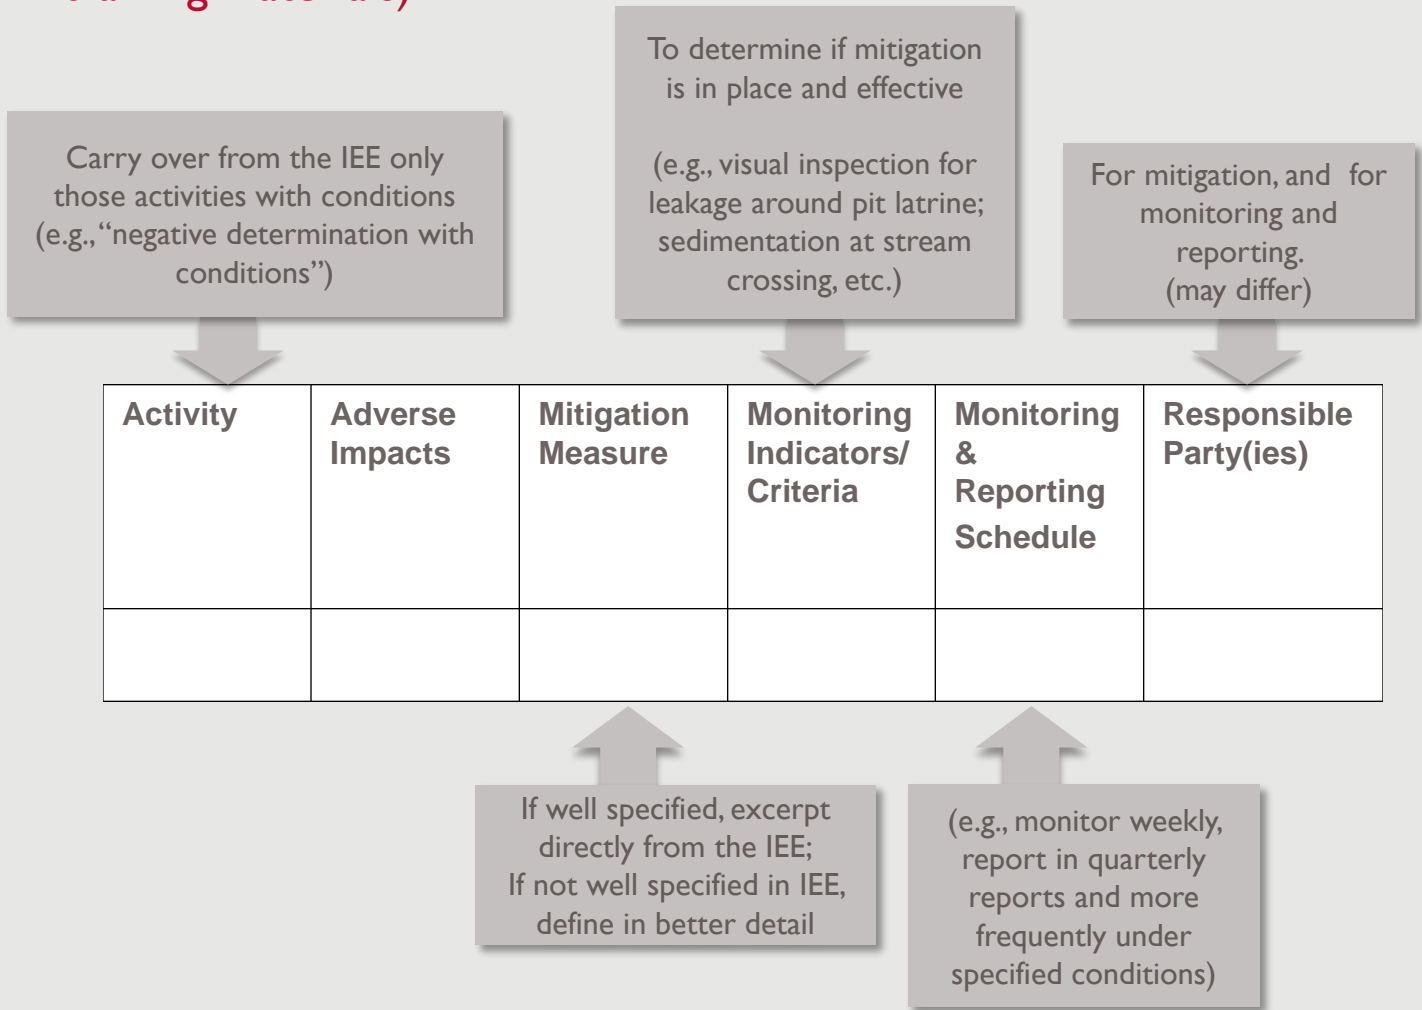 To determine if mitigation
is in place and effective
(e.g., visual inspection for
leakage around pit latrine;
sedimentation at stream
crossing, etc.)
Carry over from the IEE only
those activities with conditions
(e.g., “negative determination with
conditions”)
For mitigation, and for
monitoring and
reporting.
(may differ)
Activity
Adverse
Impacts
Mitigation
Measure
Monitoring
Indicators/
Criteria
Monitoring
&
Reporting
Schedule
Responsible
Party(ies)
If well specified, excerpt
directly from the IEE;
If not well specified in IEE,
define in better detail
(e.g., monitor weekly,
report in quarterly
reports and more
frequently under
specified conditions)